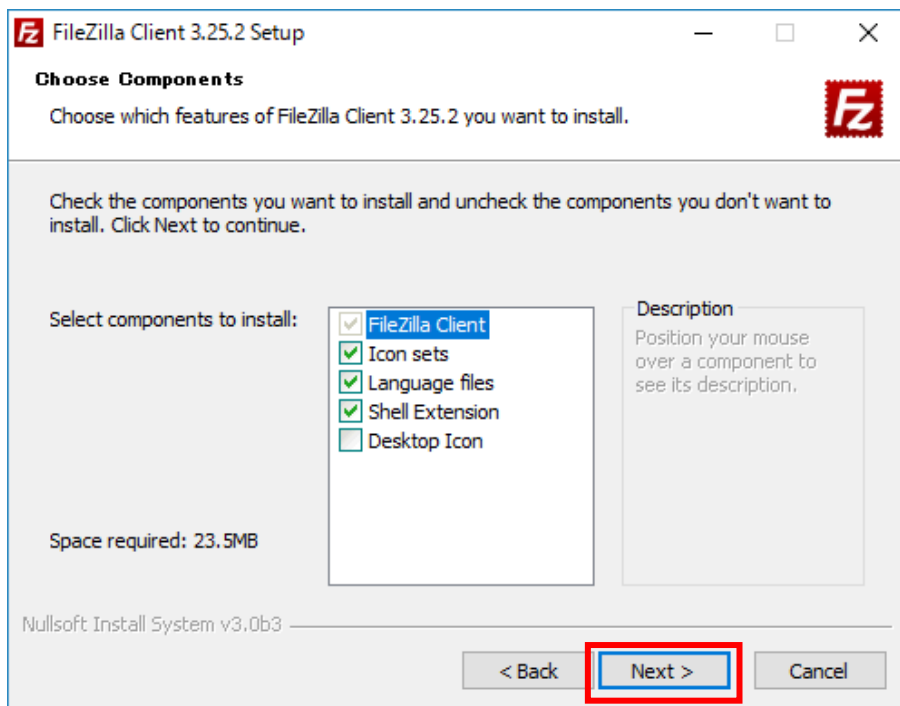 FileZilla Client 3.25.2 Setup
Choose Components
Choose which features of FileZilla Client 3.25.2 you want to install.
Fz
Check the components you want to install and uncheck the components you don't want to
install. Click Next to continue.
Select components to install:
FileZilla Client
Icon sets
Language files
Shell Extension
Desktop Icon
Description
Position your mouse
over a component to
see its description.
Space required: 23.5MB
Nullsoft Install System v3.0b3
< Back
Next >
Cancel